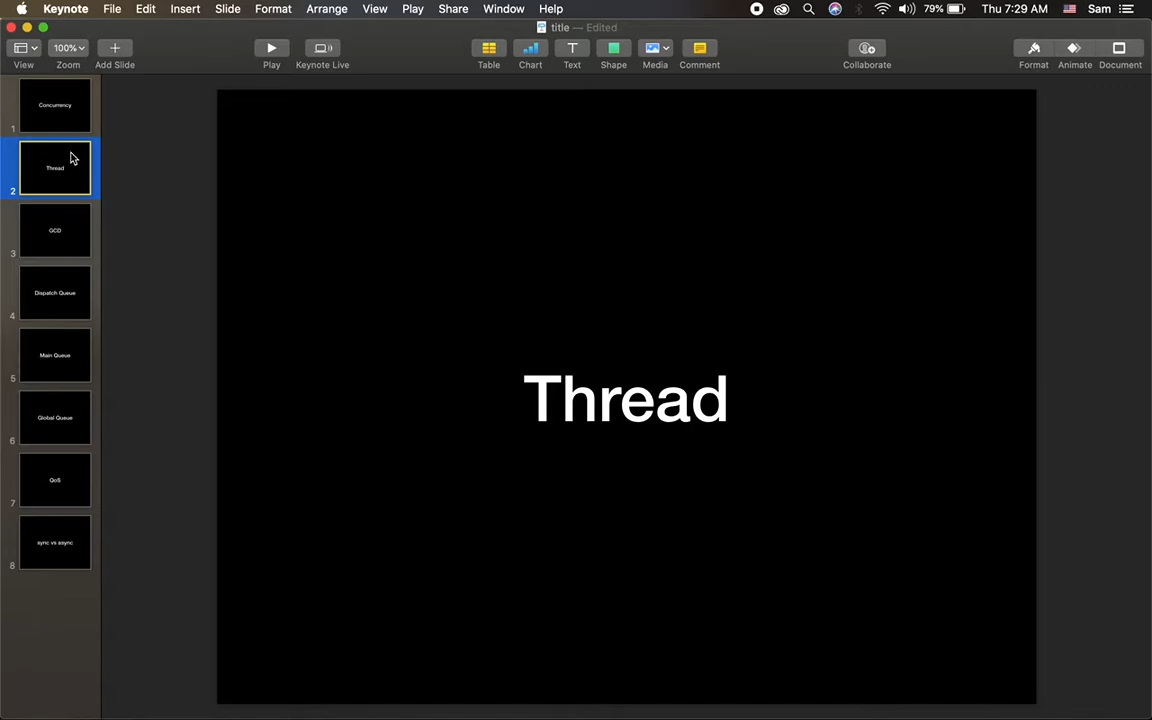 Keynote File Edit Insert Slide Format Arrange View Play Share Window Help 79% Thu 7:29 AM Sam
title — Edited
100%
View Zoom Add Slide Play Keynote Live Table Chart Text Shape Media Comment Collaborate Format Animate Document
Concurrency
1
Thread
2
GCD
3
Dispatch Queue
4
Main Queue
5
Global Queue
6
QoS
7
sync vs async
8
Thread